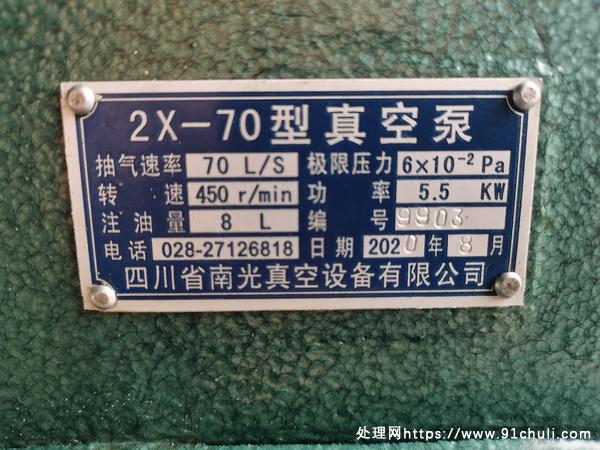 2X-70型真空泵
抽气速率 70 L/S 极限压力 6×10⁻² Pa
转速 450 r/min 功率 5.5 KW
注油量 8 L 编号 9903
电话 028-27126818 日期 2020年8月
四川省南光真空设备有限公司
处理网https://www.91chuli.com/